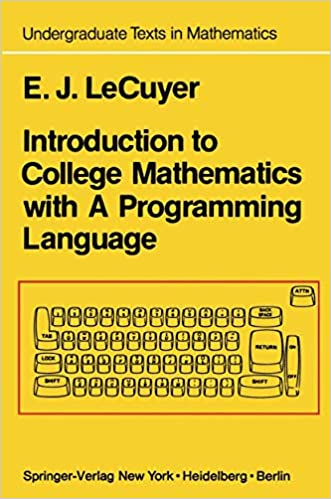 Undergraduate Texts in Mathematics
E. J. LeCuyer
Introduction to
College Mathematics
with A Programming
Language
ATTN
BACK
SPACE
TAB
RETURN
ON
LOCK
SHIFT
SHIFT
OFF
Springer-Verlag New York · Heidelberg · Berlin